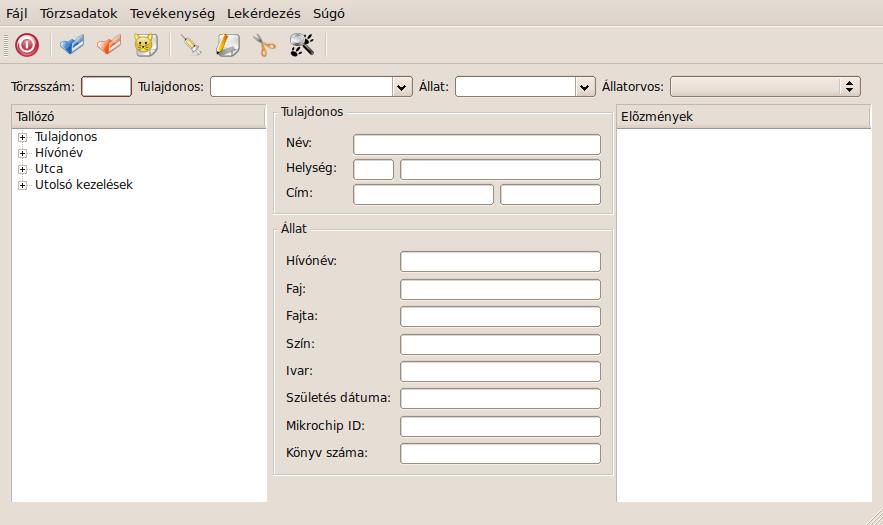 Fájl Törzsadatok Tevékenység Lekérdezés Súgó
Törzsszám: Tulajdonos: Állat: Állatorvos:
Tallózó
Tulajdonos
Hívónév
Utca
Utolsó kezelések
Tulajdonos
Név:
Helység:
Cím:
Állat
Hívónév:
Faj:
Fajta:
Szín:
Ivar:
Születés dátuma:
Mikrochip ID:
Könyv száma:
Elõzmények